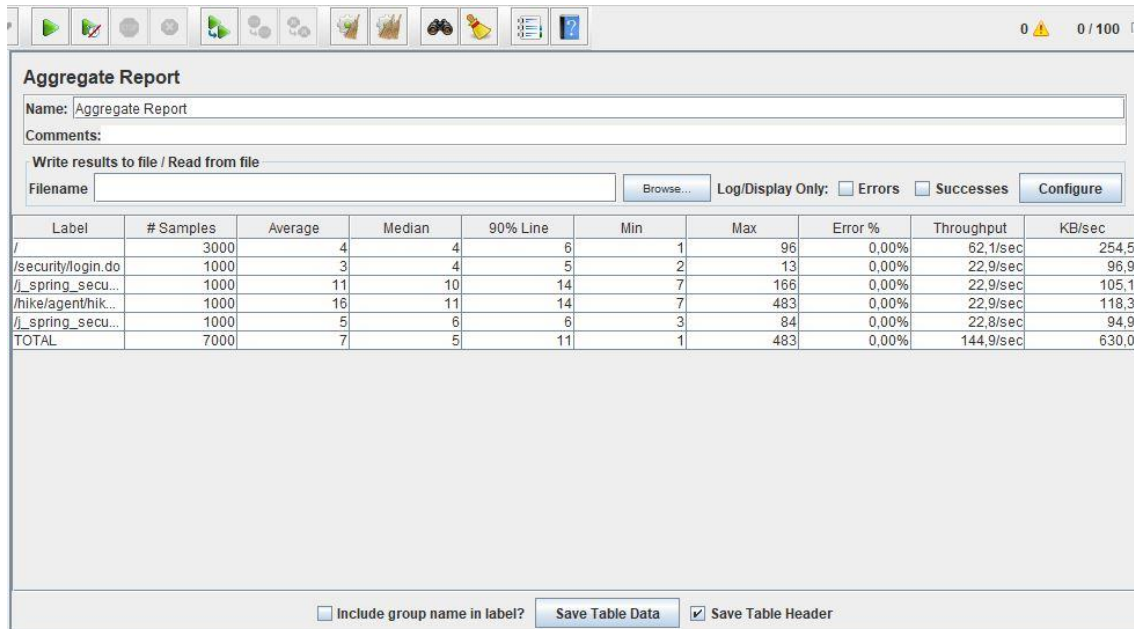 0 0 / 100
Aggregate Report
Name: Aggregate Report
Comments:
Write results to file / Read from file
Filename Browse... Log/Display Only: Errors Successes Configure
Label # Samples Average Median 90% Line Min Max Error % Throughput KB/sec
/ 3000 4 4 6 1 96 0,00% 62,1/sec 254,5
/security/login.do 1000 3 4 5 2 13 0,00% 22,9/sec 96,9
/j_spring_secu... 1000 11 10 14 7 166 0,00% 22,9/sec 105,1
/hike/agent/hik... 1000 16 11 14 7 483 0,00% 22,9/sec 118,3
/j_spring_secu... 1000 5 6 6 3 84 0,00% 22,8/sec 94,9
TOTAL 7000 7 5 11 1 483 0,00% 144,9/sec 630,0
Include group name in label? Save Table Data Save Table Header